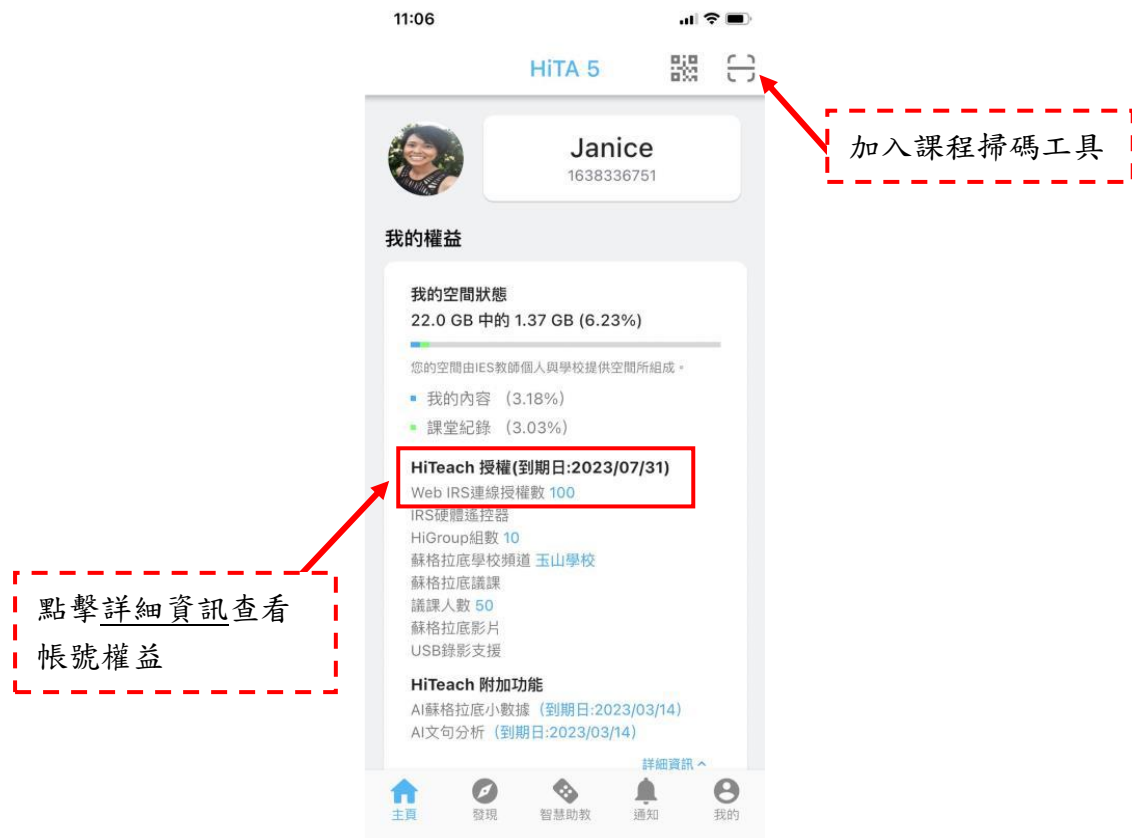 11:06
HiTA 5
加入課程掃碼工具
Janice
1638336751
我的權益
我的空間狀態
22.0 GB 中的 1.37 GB (6.23%)
您的空間由IES教師個人與學校提供空間所組成。
我的內容 (3.18%)
課堂紀錄 (3.03%)
HiTeach 授權(到期日:2023/07/31)
Web IRS連線授權數 100
IRS硬體遙控器
HiGroup組數 10
蘇格拉底學校頻道 玉山學校
蘇格拉底議課
議課人數 50
蘇格拉底影片
USB錄影支援
點擊詳細資訊查看
帳號權益
HiTeach 附加功能
AI蘇格拉底小數據(到期日:2023/03/14)
AI文句分析(到期日:2023/03/14)
詳細資訊
主頁
發現
智慧助教
通知
我的